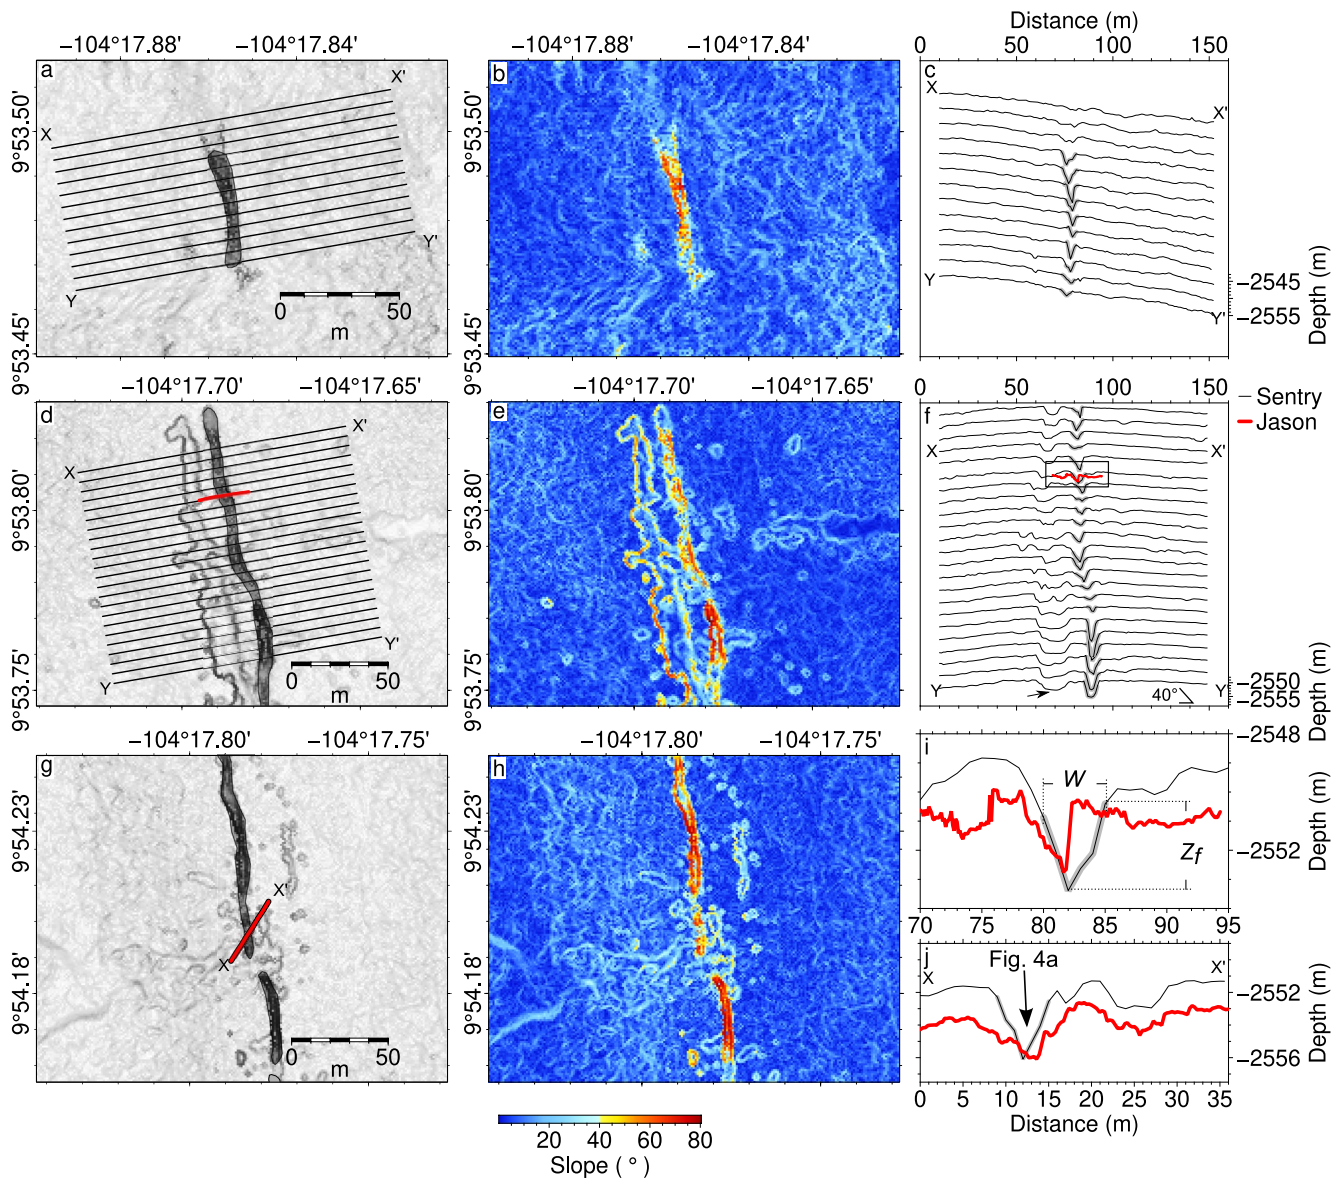 Distance (m)
−104°17.88' −104°17.84' −104°17.88' −104°17.84' 0 50 100 150
a X' b c X
X X'
9°53.50' 9°53.50'
Y' Y −2545
Y Y' −2555
0 50
m
Depth (m)
9°53.45' 9°53.45'
−104°17.70' −104°17.65' −104°17.70' −104°17.65' 0 50 100 150
d e f
Sentry
Jason
X X' X X'
9°53.80' 9°53.80'
Y Y' Y Y'
0 50
m
40°
−2550
−2555
Depth (m)
9°53.75' 9°53.75'
−104°17.80' −104°17.75' −104°17.80' −104°17.75'
g h i
−2548
W
Zf
−2552
Depth (m)
70 75 80 85 90 95
9°54.23' 9°54.23'
X X'
j
X Fig. 4a X'
−2552
−2556
Depth (m)
9°54.18' 9°54.18'
0 50
m
0 5 10 15 20 25 30 35
Distance (m)
20 40 60 80
Slope ( ° )